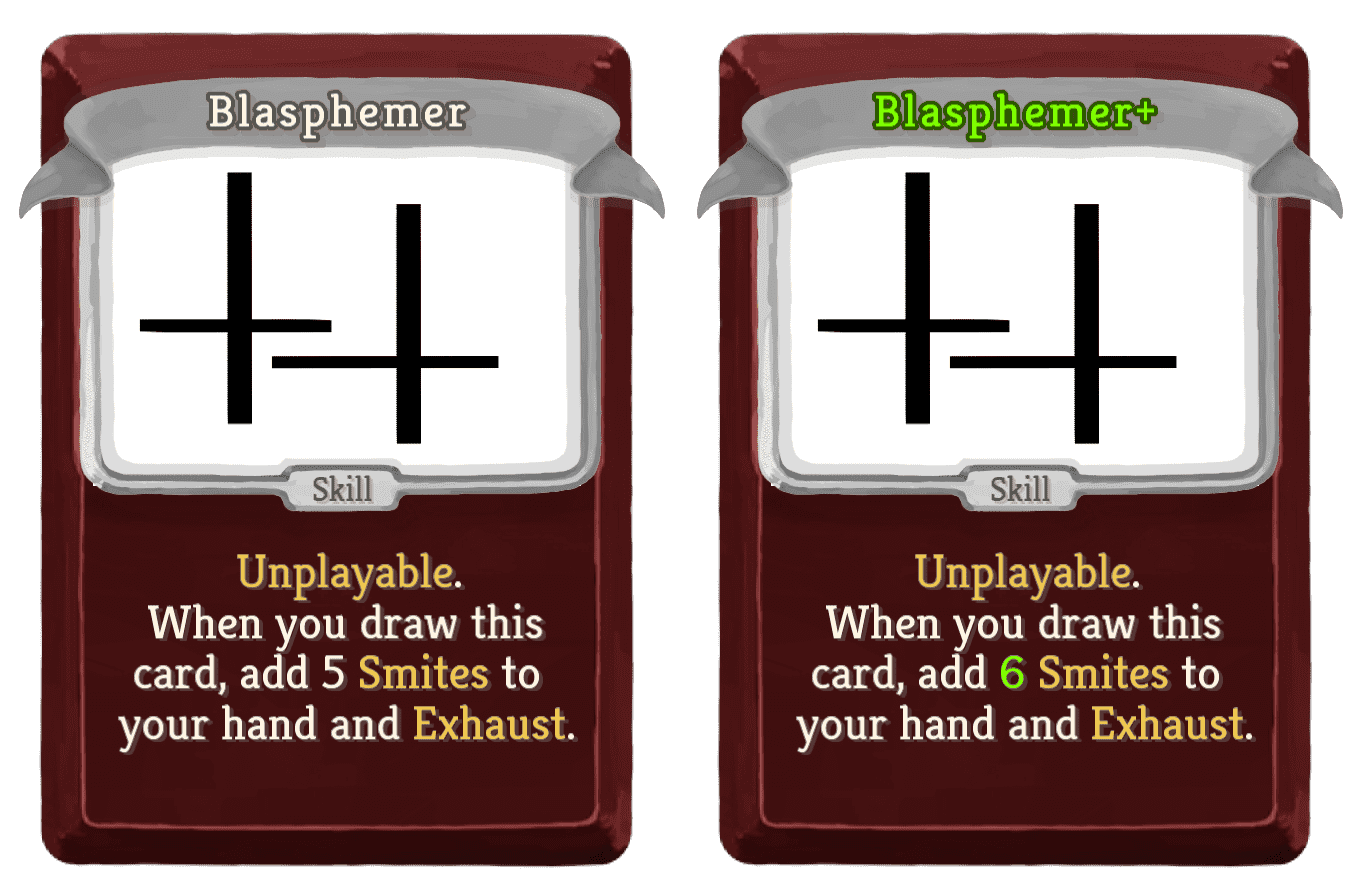 Blasphemer
Skill
Unplayable.
When you draw this
card, add 5 Smites to
your hand and Exhaust.
Blasphemer+
Skill
Unplayable.
When you draw this
card, add 6 Smites to
your hand and Exhaust.